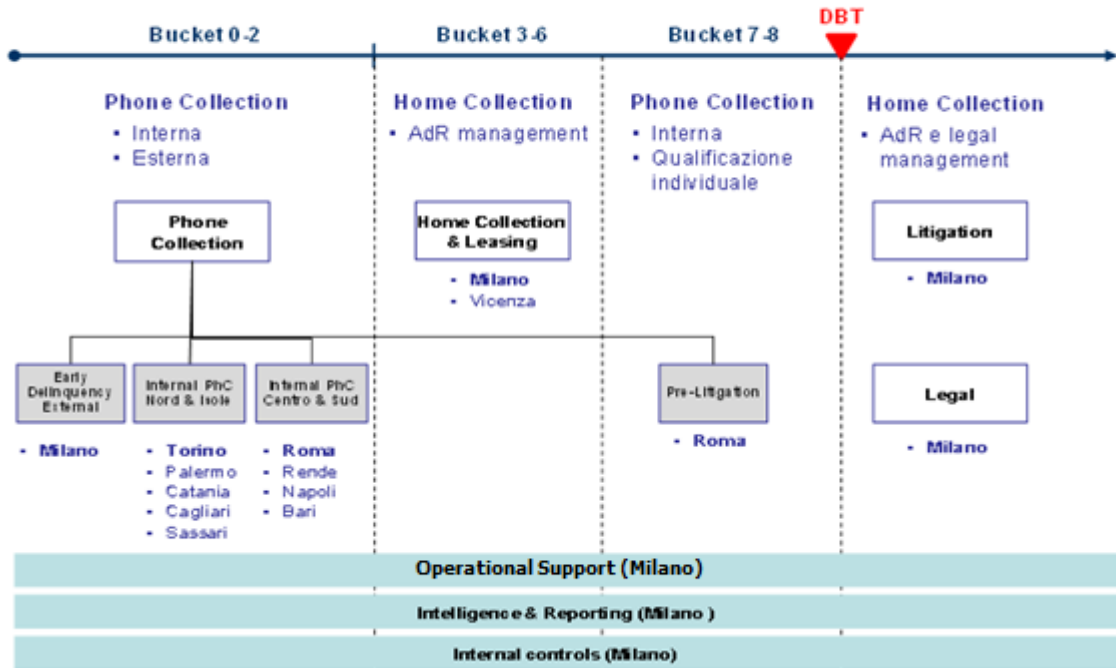 Bucket 0-2
Bucket 3-6
Bucket 7-8
DBT
Phone Collection
• Interna
• Esterna
Home Collection
• AdR management
Phone Collection
• Interna
• Qualificazione
individuale
Home Collection
• AdR e legal
management
Phone
Collection
Home Collection
& Leasing
- Milano
- Vicenza
Litigation
- Milano
Early
Delinquency
External
- Milano
Internal PhC
Nord & Isole
- Torino
- Palermo
- Catania
- Cagliari
- Sassari
Internal PhC
Centro & Sud
- Roma
- Rende
- Napoli
- Bari
Pre-Litigation
- Roma
Legal
- Milano
Operational Support (Milano)
Intelligence & Reporting (Milano )
Internal controls (Milano)